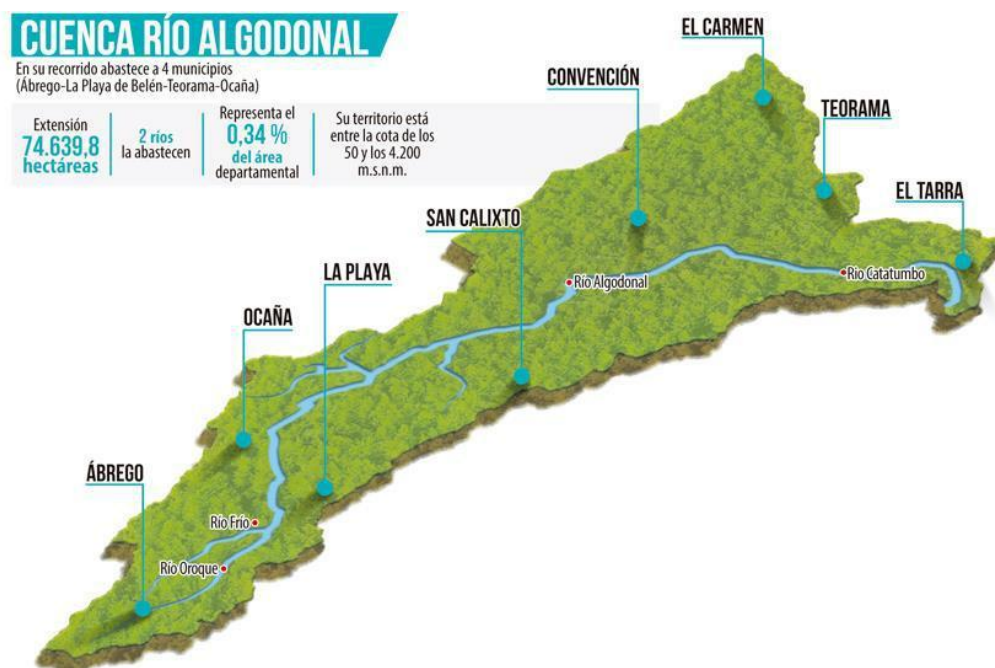 CUENCA RÍO ALGODONAL
En su recorrido abastece a 4 municipios
(Ábrego-La Playa de Belén-Teorama-Ocaña)
Extensión
74.639,8
hectáreas
2 ríos
la abastecen
Representa el
0,34 %
del área
departamental
Su territorio está
entre la cota de los
50 y los 4.200
m.s.n.m.
EL CARMEN
CONVENCIÓN
TEORAMA
EL TARRA
SAN CALIXTO
LA PLAYA
Río Algodonal
Rio Catatumbo
OCAÑA
ÁBREGO
Río Frío
Río Oroque